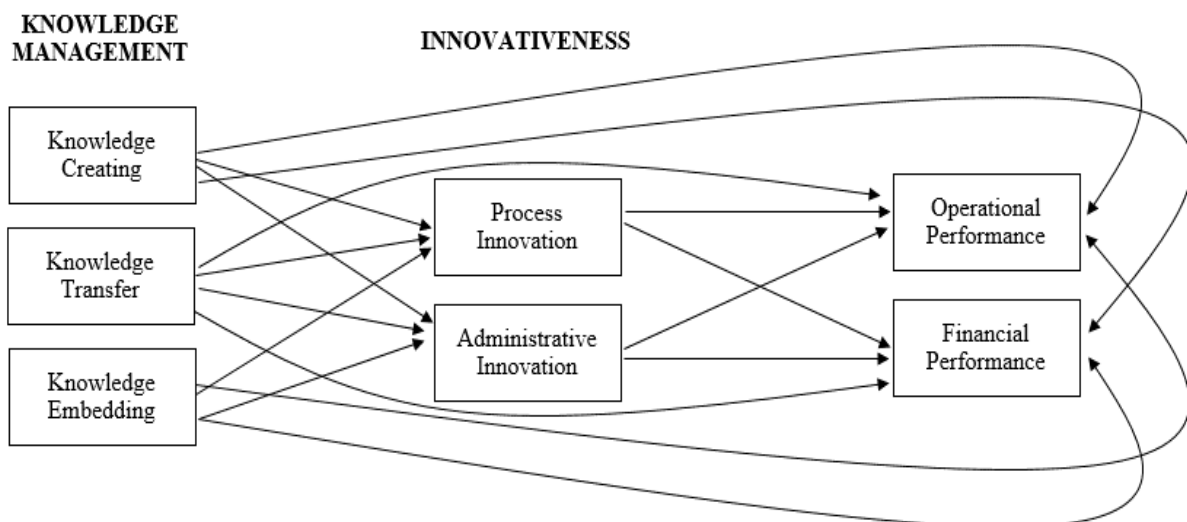 KNOWLEDGE
MANAGEMENT
INNOVATIVENESS
Knowledge
Creating
Knowledge
Transfer
Knowledge
Embedding
Process
Innovation
Administrative
Innovation
Operational
Performance
Financial
Performance